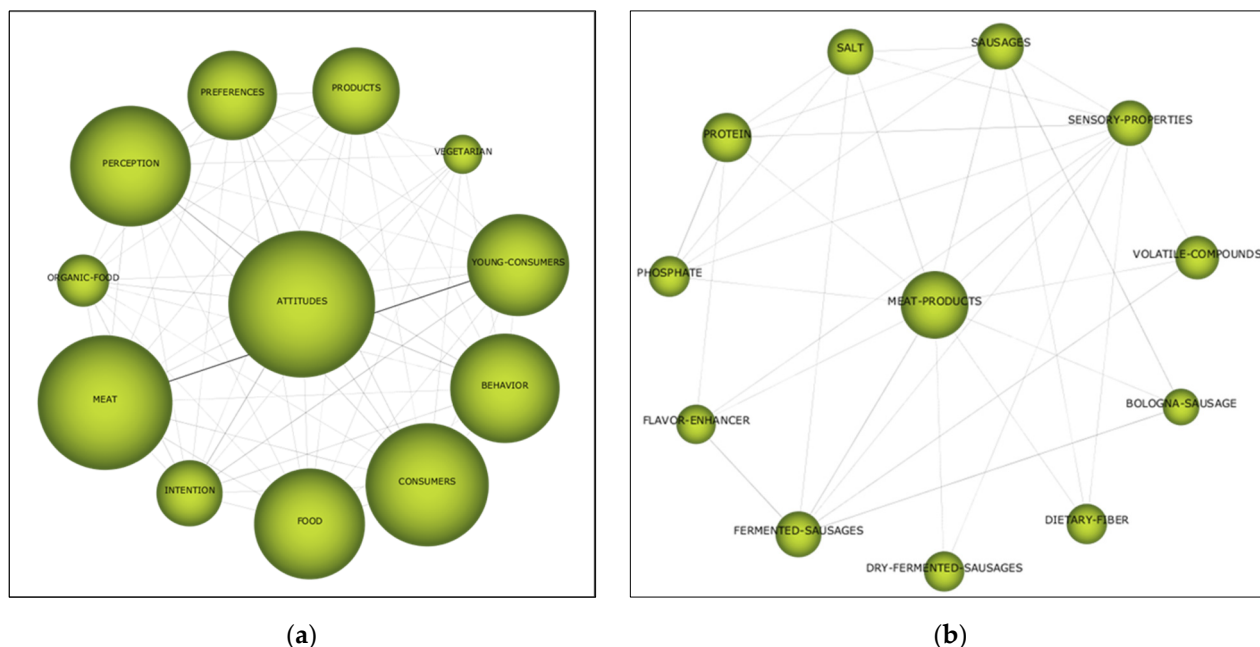 PREFERENCES
PRODUCTS
VEGETARIAN
PERCEPTION
YOUNG-CONSUMERS
ORGANIC-FOOD
ATTITUDES
BEHAVIOR
MEAT
CONSUMERS
INTENTION
FOOD
(a)
SALT
SAUSAGES
SENSORY-PROPERTIES
PROTEIN
VOLATILE-COMPOUNDS
PHOSPHATE
MEAT-PRODUCTS
BOLOGNA-SAUSAGE
FLAVOR-ENHANCER
DIETARY-FIBER
FERMENTED-SAUSAGES
DRY-FERMENTED-SAUSAGES
(b)